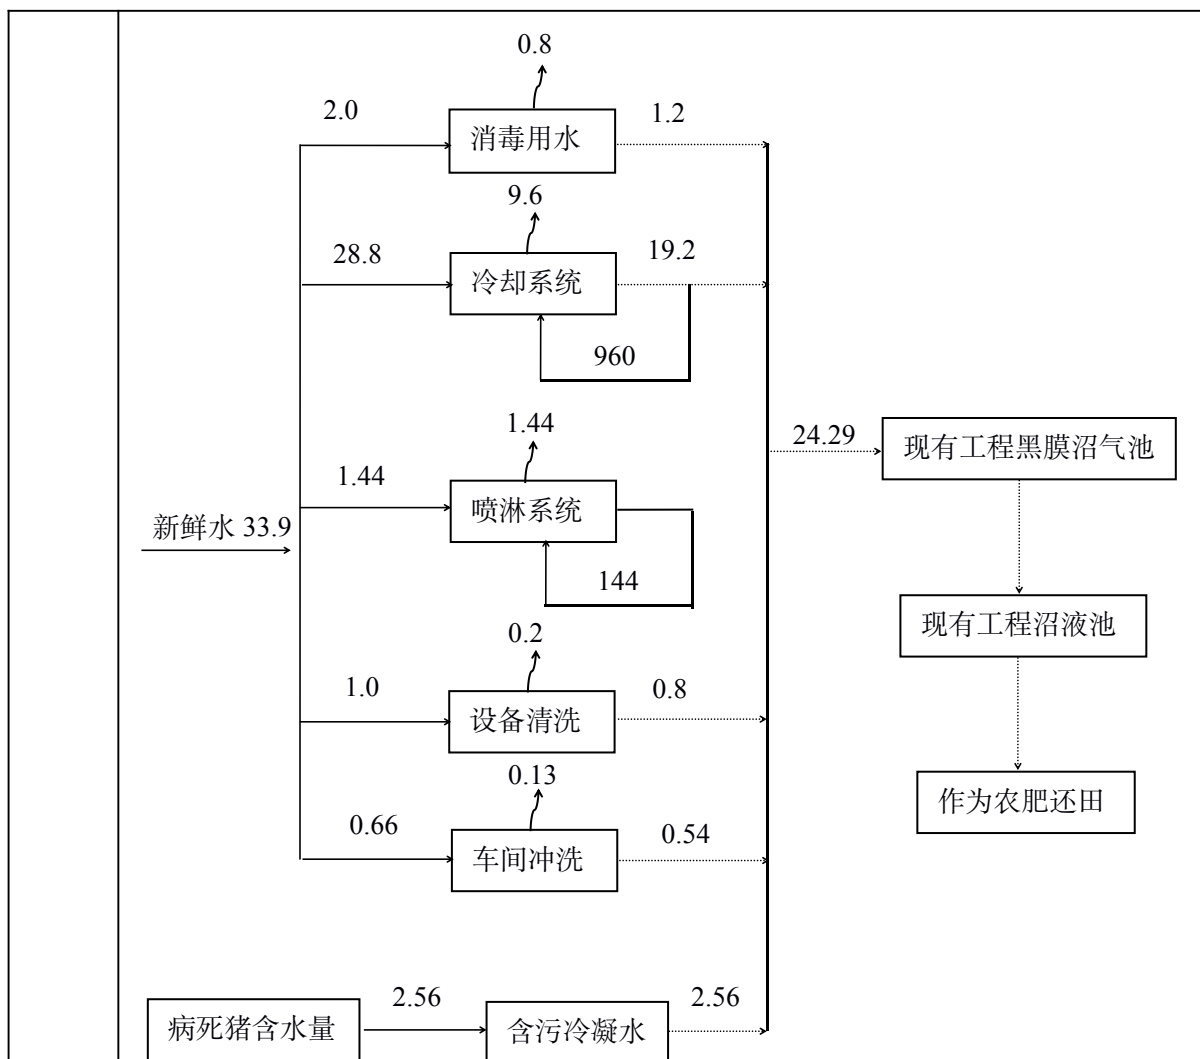 0.8
2.0
消毒用水
1.2
9.6
28.8
冷却系统
19.2
960
1.44
1.44
喷淋系统
144
新鲜水 33.9
24.29
现有工程黑膜沼气池
现有工程沼液池
作为农肥还田
0.2
1.0
设备清洗
0.8
0.13
0.66
车间冲洗
0.54
病死猪含水量
2.56
含污冷凝水
2.56